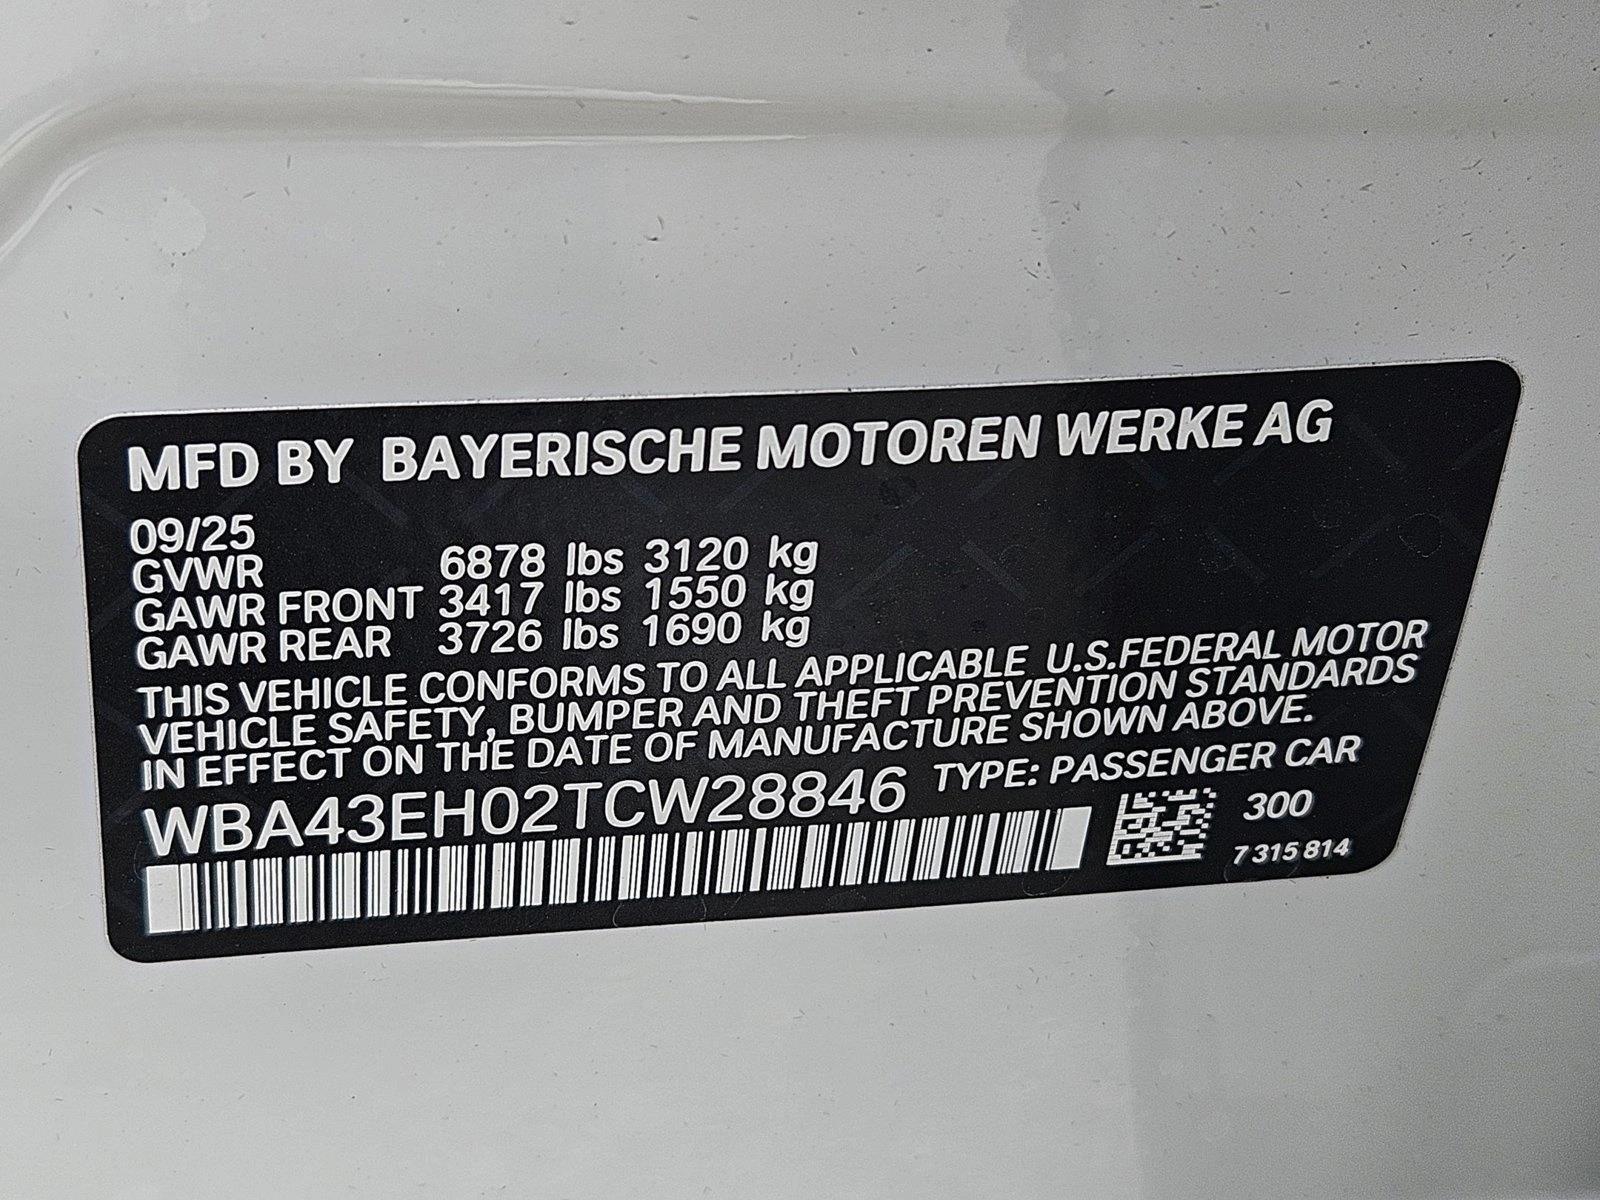 MFD BY BAYERISCHE MOTOREN WERKE AG
09/25
GVWR 6878 lbs 3120 kg
GAWR FRONT 3417 lbs 1550 kg
GAWR REAR 3726 lbs 1690 kg
THIS VEHICLE CONFORMS TO ALL APPLICABLE U.S.FEDERAL MOTOR
VEHICLE SAFETY, BUMPER AND THEFT PREVENTION STANDARDS
IN EFFECT ON THE DATE OF MANUFACTURE SHOWN ABOVE.
WBA43EH02TCW28846 TYPE: PASSENGER CAR
300
7 315 814